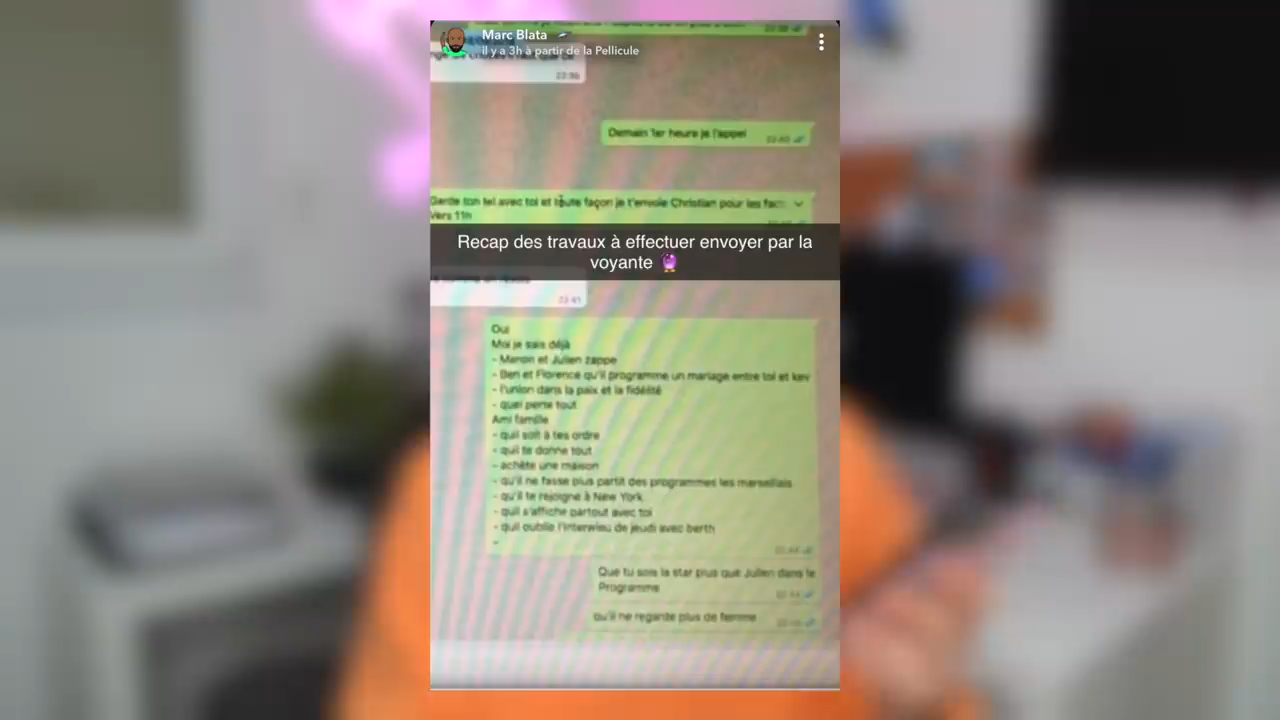 Marc Blata
il y a 3h à partir de la Pellicule
23:36
Demain 1er heure je l'appel
Garde ton tel avec toi et toute façon je t'envoie Christian pour les fact
Vers 11h
Recap des travaux à effectuer envoyer par la
voyante 🔮
23:41
Oui
Moi je sais déjà
- Manon et Julien zappe
- Ben et Florence qu'il programme un mariage entre toi et kev
- l'union dans la paix et la fidélité
- quel perte tout
Ami famille
- quil soit à tes ordre
- quil te donne tout
- achète une maison
- qu'il ne fasse plus partit des programmes les marseillais
- qu'il te rejoigne à New York
- quil s'affiche partout avec toi
- quil oublie l'interwieu de jeudi avec berth
-
Que tu sois la star plus que Julien dans le
Programme
qu'il ne regarde plus de femme